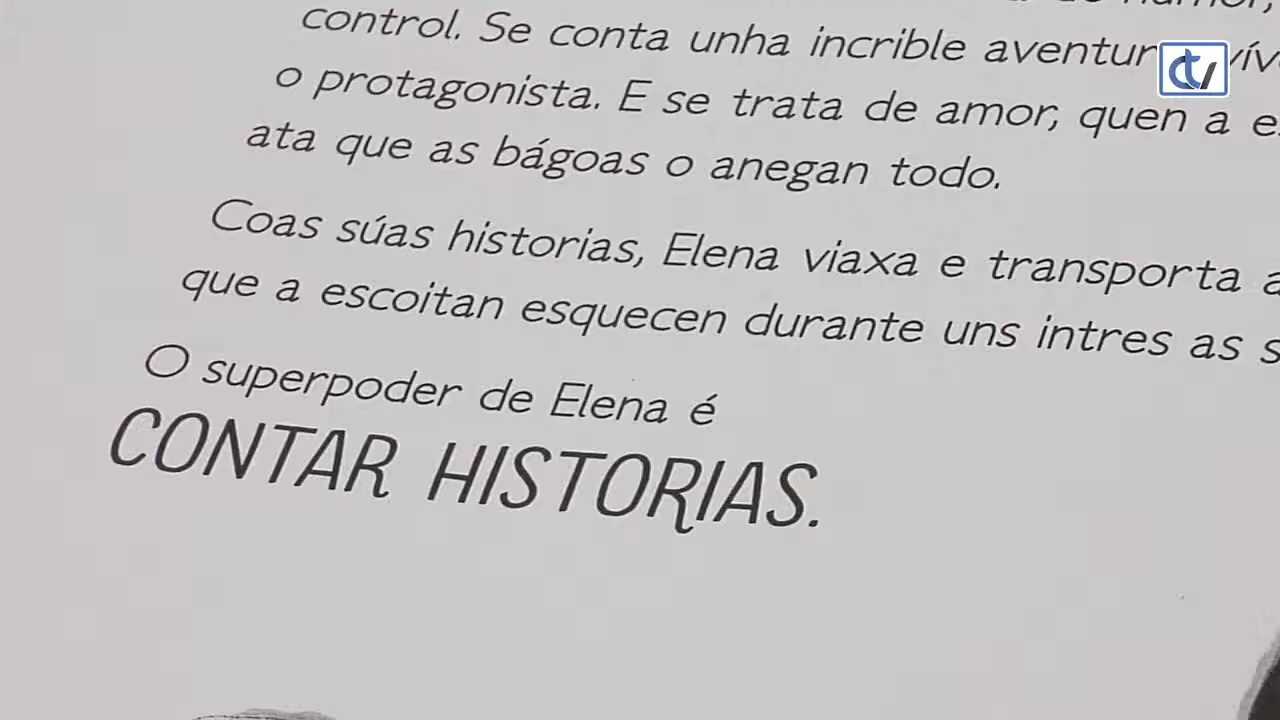 control. Se conta unha incrible aventur
o protagonista. E se trata de amor, quen a
ata que as bágoas o anegan todo.
Coas súas historias, Elena viaxa e transporta
que a escoitan esquecen durante uns intres as
O superpoder de Elena é
CONTAR HISTORIAS.